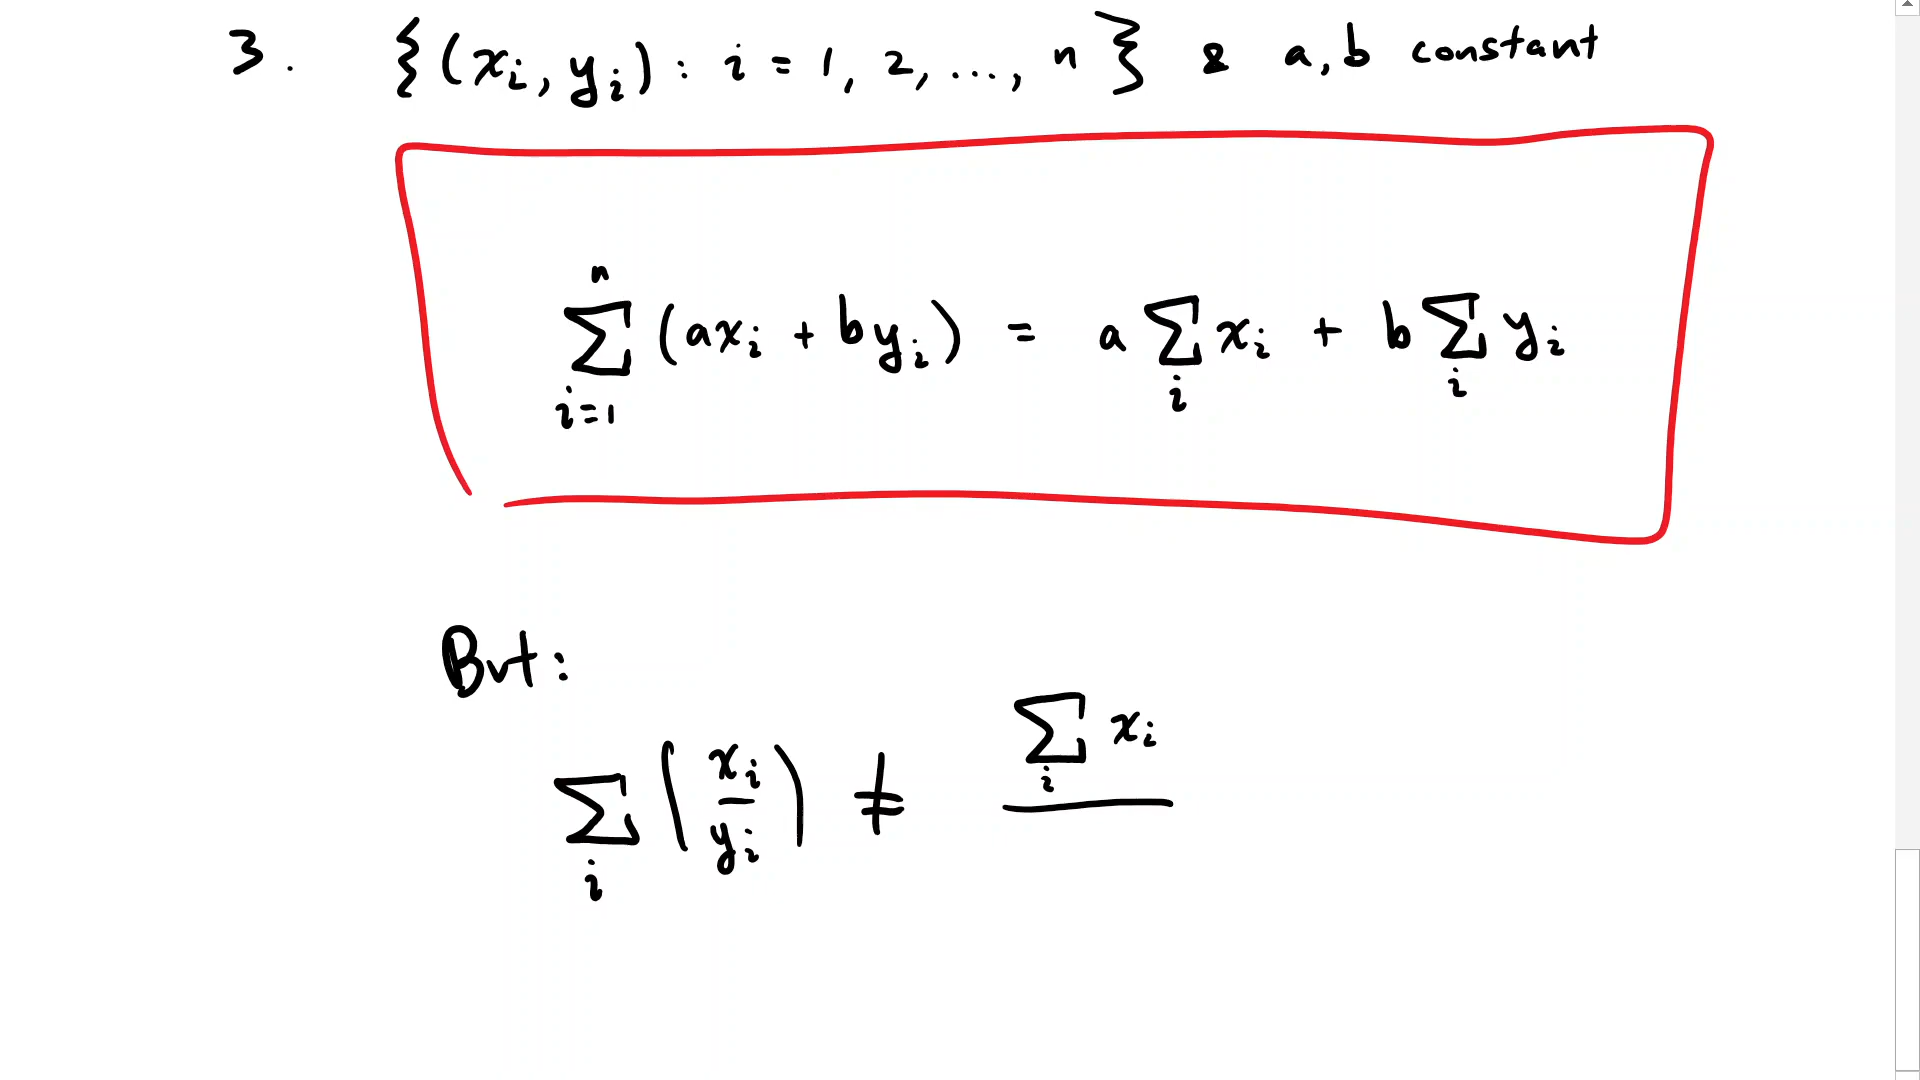 3. {(xᵢ, yᵢ) : i = 1, 2, ..., n} & a, b constant
∑ᵢ₌₁ⁿ (axᵢ + byᵢ) = a ∑ᵢ xᵢ + b ∑ᵢ yᵢ
But:
∑ᵢ (xᵢ / yᵢ) ≠ ∑ᵢ xᵢ /